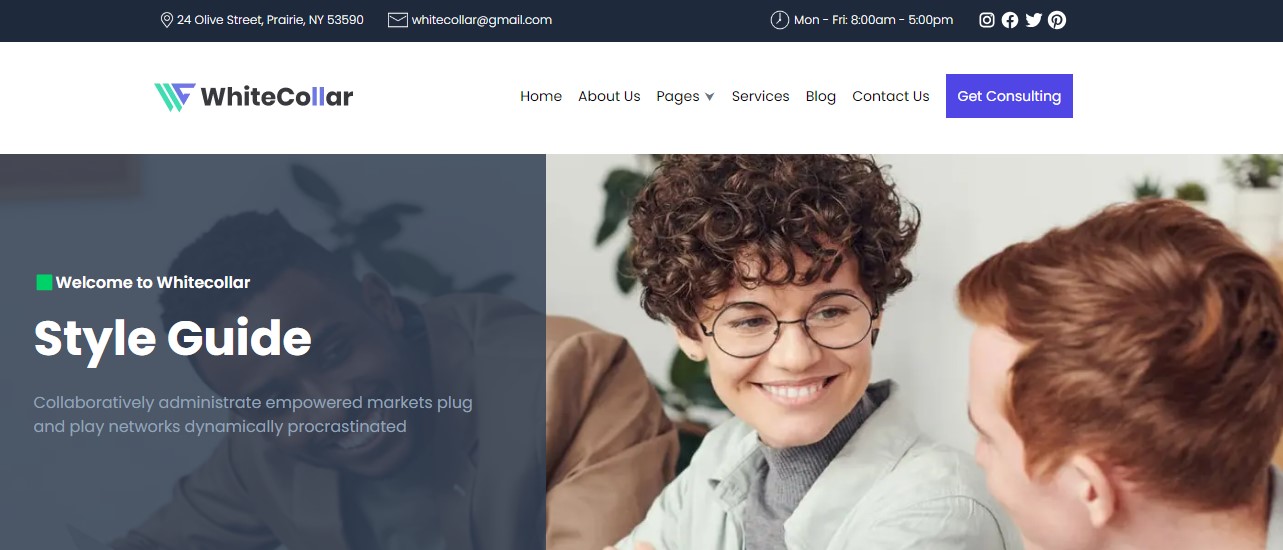 24 Olive Street, Prairie, NY 53590 whitecollar@gmail.com Mon - Fri: 8:00am - 5:00pm
WhiteCollar Home About Us Pages Services Blog Contact Us Get Consulting
Welcome to Whitecollar
Style Guide
Collaboratively administrate empowered markets plug
and play networks dynamically procrastinated